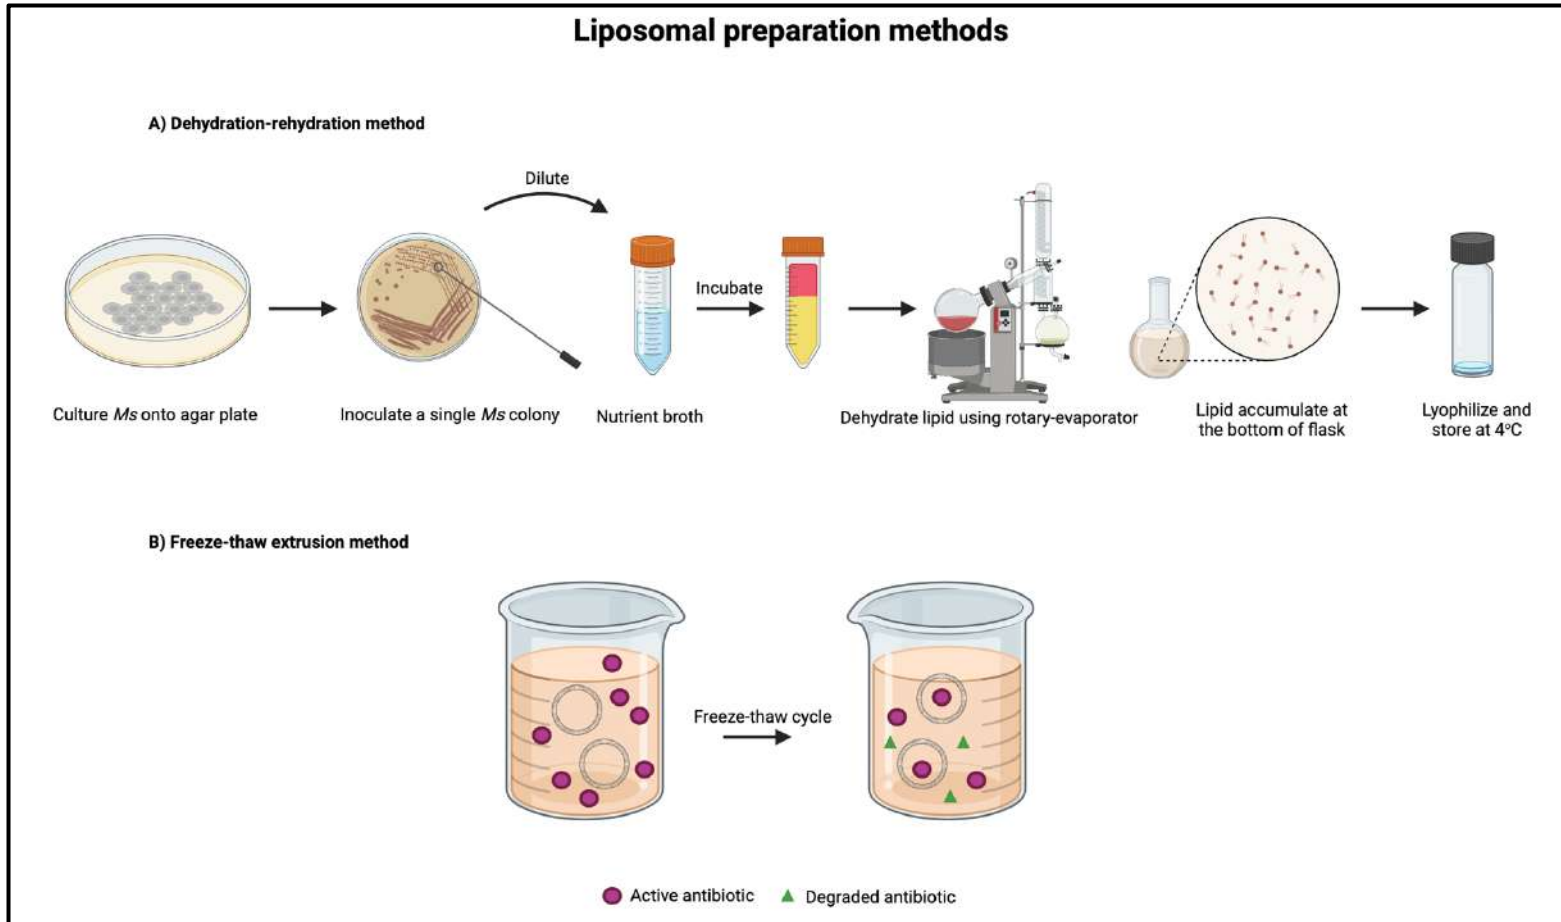 Liposomal preparation methods
A) Dehydration-rehydration method
Dilute
Incubate
Culture Ms onto agar plate
Inoculate a single Ms colony
Nutrient broth
Dehydrate lipid using rotary-evaporator
Lipid accumulate at
the bottom of flask
Lyophilize and
store at 4°C
B) Freeze-thaw extrusion method
Freeze-thaw cycle
Active antibiotic
Degraded antibiotic